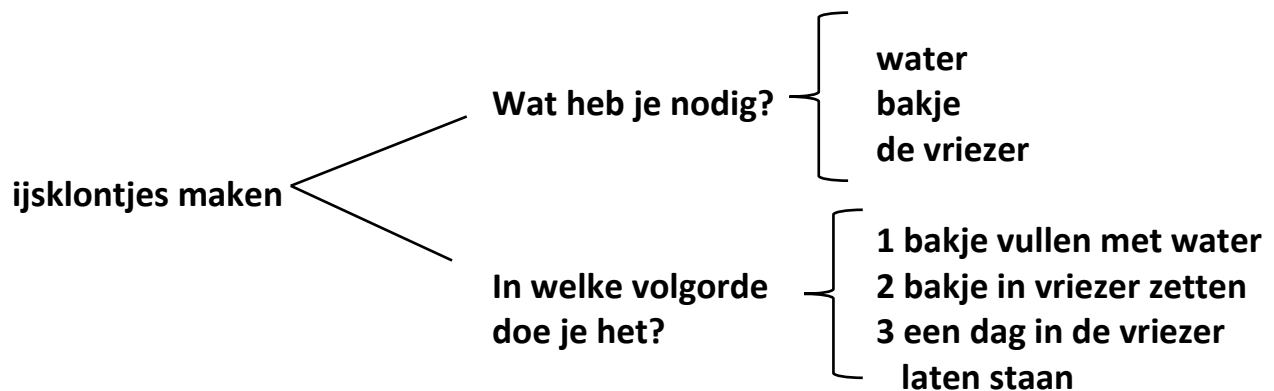 ijsklontjes maken
Wat heb je nodig?
water
bakje
de vriezer
In welke volgorde
doe je het?
1 bakje vullen met water
2 bakje in vriezer zetten
3 een dag in de vriezer
laten staan